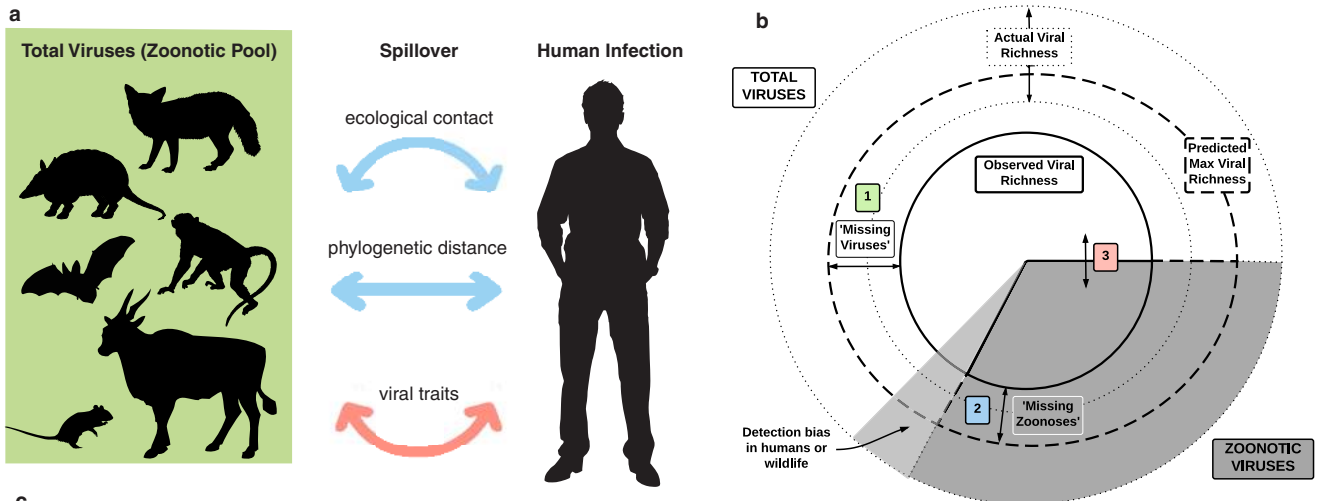 a
Total Viruses (Zoonotic Pool)
Spillover
Human Infection
ecological contact
phylogenetic distance
viral traits
b
Actual Viral
Richness
TOTAL
VIRUSES
Observed Viral
Richness
Predicted
Max Viral
Richness
1
'Missing
Viruses'
3
2
'Missing
Zoonoses'
Detection bias
in humans or
wildlife
ZOONOTIC
VIRUSES